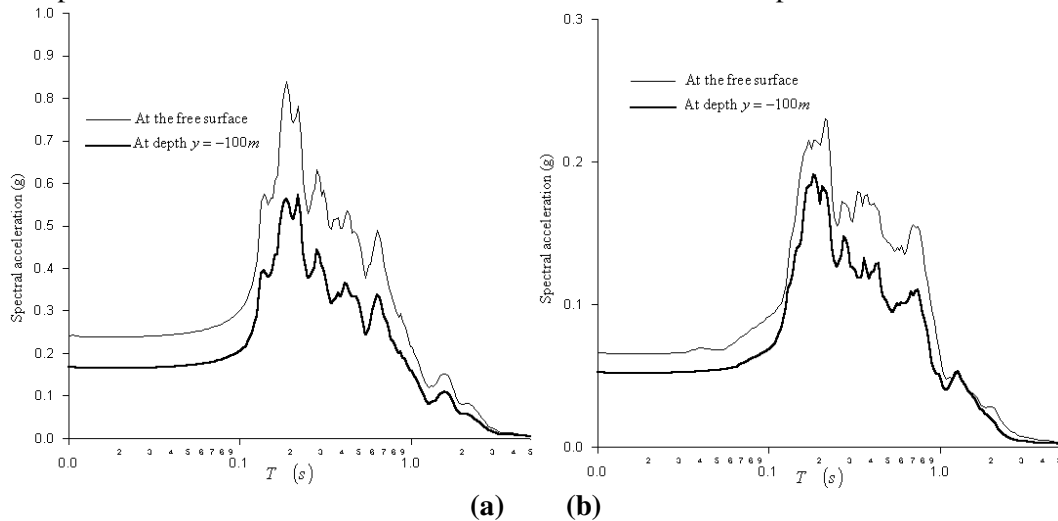 1.0
0.9
0.8
0.7
0.6
0.5
0.4
0.3
0.2
0.1
0.0
Spectral acceleration (g)
At the free surface
At depth y = −100m
0.0 2 3 4 5 6 7 8 9 0.1 2 3 4 5 6 7 8 9 1.0 2 3 4 5
T (s)
(a)
0.3
0.2
0.1
0.0
Spectral acceleration (g)
At the free surface
At depth y = −100m
0.0 2 3 4 5 6 7 8 9 0.1 2 3 4 5 6 7 8 9 1.0 2 3
T (s)
(b)